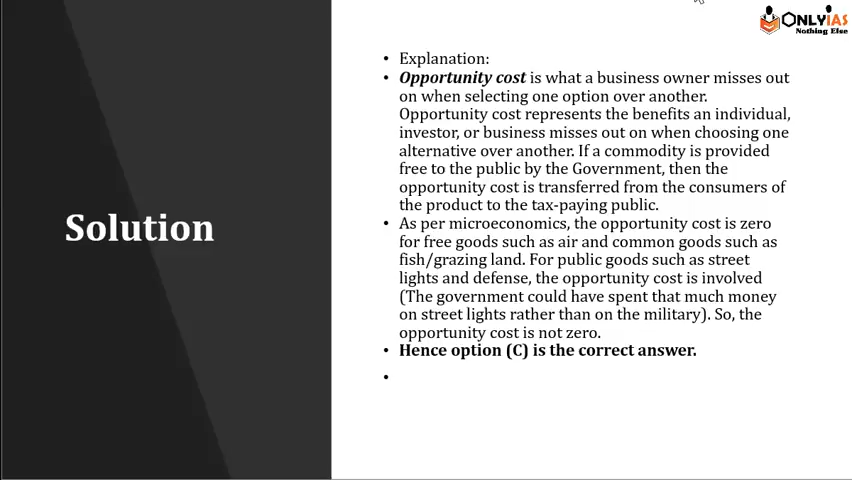 ONLYIAS
Nothing Else
Solution
• Explanation:
• Opportunity cost is what a business owner misses out
on when selecting one option over another.
Opportunity cost represents the benefits an individual,
investor, or business misses out on when choosing one
alternative over another. If a commodity is provided
free to the public by the Government, then the
opportunity cost is transferred from the consumers of
the product to the tax-paying public.
• As per microeconomics, the opportunity cost is zero
for free goods such as air and common goods such as
fish/grazing land. For public goods such as street
lights and defense, the opportunity cost is involved
(The government could have spent that much money
on street lights rather than on the military). So, the
opportunity cost is not zero.
• Hence option (C) is the correct answer.
•